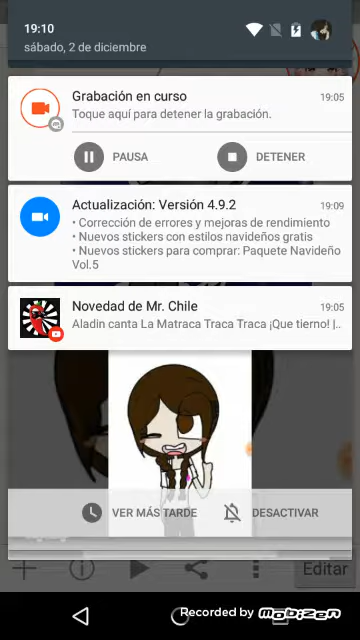 19:10
sábado, 2 de diciembre
Grabación en curso 19:05
Toque aquí para detener la grabación.
PAUSA DETENER
Actualización: Versión 4.9.2 19:09
• Corrección de errores y mejoras de rendimiento
• Nuevos stickers con estilos navideños gratis
• Nuevos stickers para comprar: Paquete Navideño
Vol.5
Novedad de Mr. Chile 19:05
Aladin canta La Matraca Traca Traca ¡Que tierno! |..
VER MÁS TARDE DESACTIVAR
Editar
Recorded by mobizen